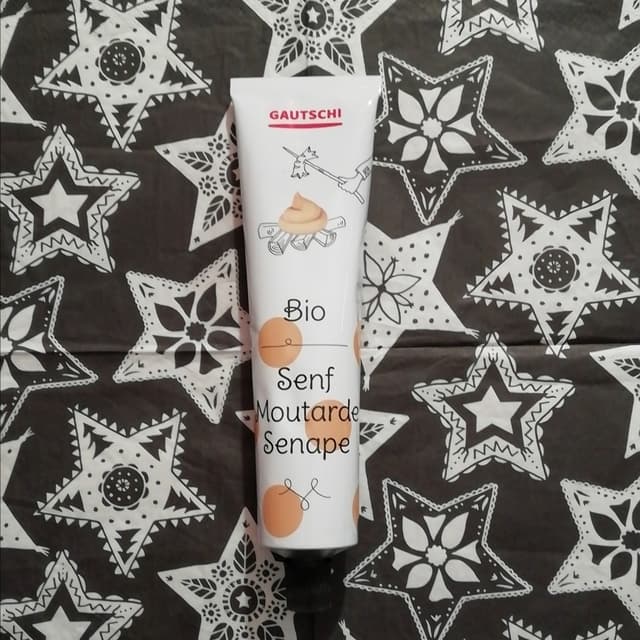 GAUTSCHI
Bio
Senf
Moutarde
Senape